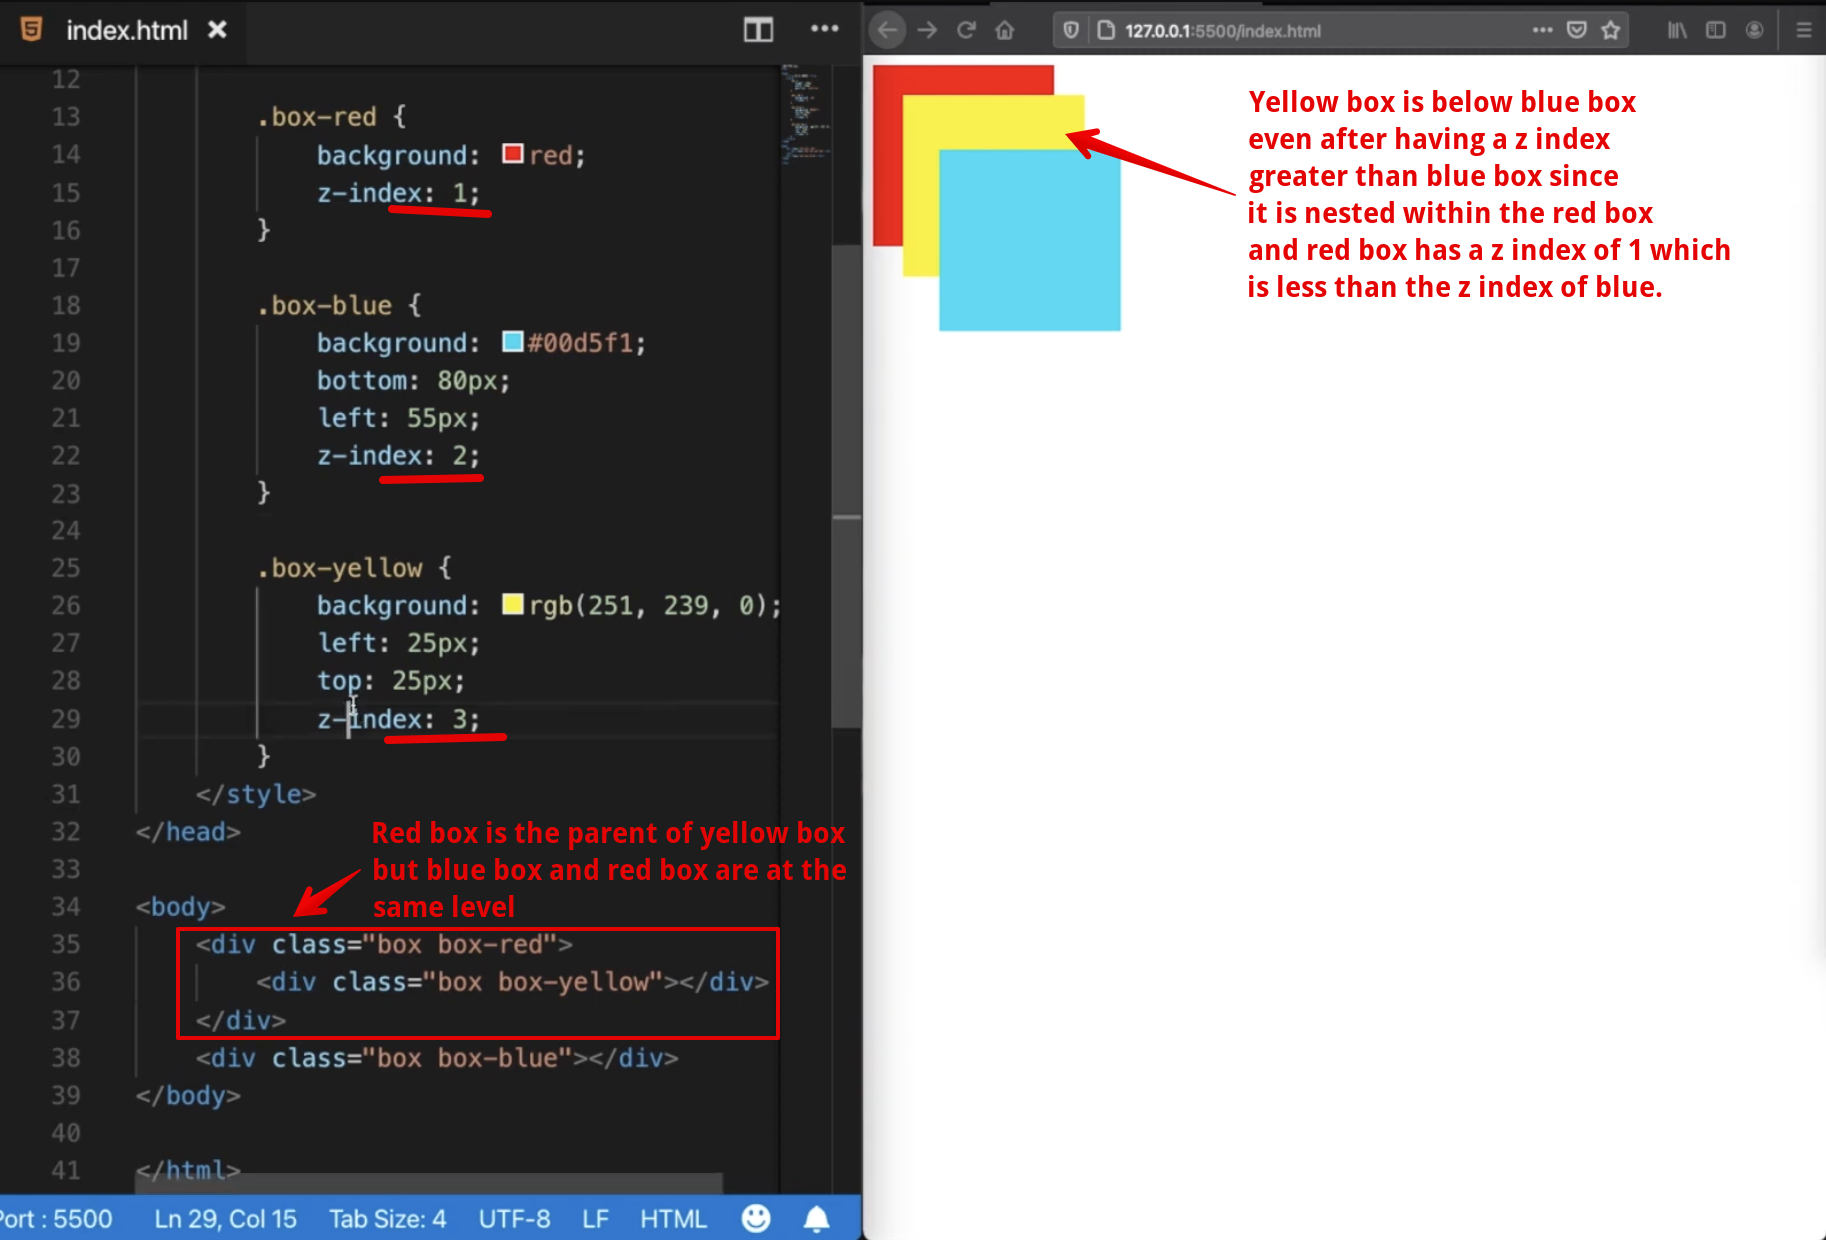 index.html
127.0.0.1:5500/index.html
12
13 .box-red {
14 background: red;
15 z-index: 1;
16 }
17
18 .box-blue {
19 background: #00d5f1;
20 bottom: 80px;
21 left: 55px;
22 z-index: 2;
23 }
24
25 .box-yellow {
26 background: rgb(251, 239, 0);
27 left: 25px;
28 top: 25px;
29 z-index: 3;
30 }
31 </style>
32 </head>
33
34 <body>
35 <div class="box box-red">
36 <div class="box box-yellow"></div>
37 </div>
38 <div class="box box-blue"></div>
39 </body>
40
41 </html>
Red box is the parent of yellow box
but blue box and red box are at the
same level
Yellow box is below blue box
even after having a z index
greater than blue box since
it is nested within the red box
and red box has a z index of 1 which
is less than the z index of blue.
Port : 5500 Ln 29, Col 15 Tab Size: 4 UTF-8 LF HTML